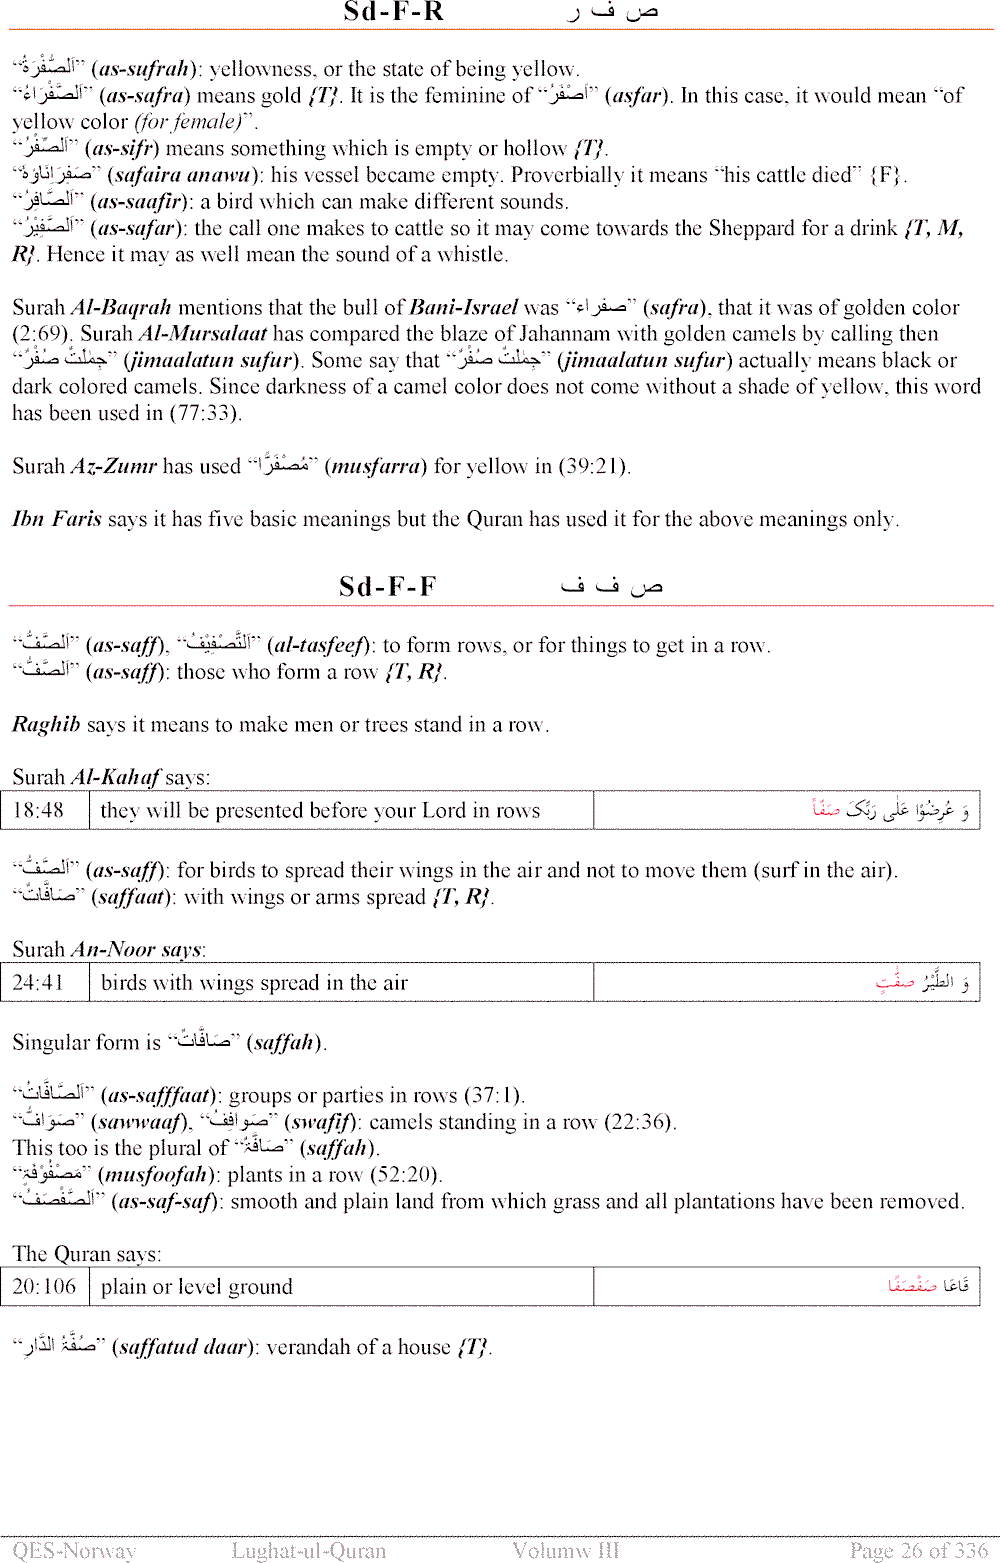 Sd-F-R ص ف ر
“اَلصُّفْرَةُ” (as-sufrah): yellowness, or the state of being yellow.
“اَلصَّفْرَاءُ” (as-safra) means gold {T}. It is the feminine of “اَصْفَرُ” (asfar). In this case, it would mean “of
yellow color (for female)”.
“اَلصِّفْرُ” (as-sifr) means something which is empty or hollow {T}.
“صَفِرَاِنَاؤهٗ” (safaira anawu): his vessel became empty. Proverbially it means “his cattle died” {F}.
“اَلصَّافِرُ” (as-saafir): a bird which can make different sounds.
“اَلصَّفِيْرُ” (as-safar): the call one makes to cattle so it may come towards the Sheppard for a drink {T, M,
R}. Hence it may as well mean the sound of a whistle.
Surah Al-Baqrah mentions that the bull of Bani-Israel was “صفراء” (safra), that it was of golden color
(2:69). Surah Al-Mursalaat has compared the blaze of Jahannam with golden camels by calling then
“جِمٰلَتٌ صُفْرٌ” (jimaalatun sufur). Some say that “جِمٰلَتٌ صُفْرٌ” (jimaalatun sufur) actually means black or
dark colored camels. Since darkness of a camel color does not come without a shade of yellow, this word
has been used in (77:33).
Surah Az-Zumr has used “مُصْفَرًّا” (musfarra) for yellow in (39:21).
Ibn Faris says it has five basic meanings but the Quran has used it for the above meanings only.
Sd-F-F ص ف ف
“اَلصَّفُّ” (as-saff), “اَلتَّصْفِيْفُ” (al-tasfeef): to form rows, or for things to get in a row.
“اَلصَّفُّ” (as-saff): those who form a row {T, R}.
Raghib says it means to make men or trees stand in a row.
Surah Al-Kahaf says:
18:48 they will be presented before your Lord in rows وَ عُرِضُوْا عَلٰى رَبِّکَ صَفًّا
“اَلصَّفُّ” (as-saff): for birds to spread their wings in the air and not to move them (surf in the air).
“صَافَّاتٌ” (saffaat): with wings or arms spread {T, R}.
Surah An-Noor says:
24:41 birds with wings spread in the air وَ الطَّيْرُ صٰفّٰتٍ
Singular form is “صَافَّاتٌ” (saffah).
“اَلصَّافَّاتُ” (as-safffaat): groups or parties in rows (37:1).
“صَوَافُّ” (sawwaaf), “صَوافِفُ” (swafif): camels standing in a row (22:36).
This too is the plural of “صَافَّۃٌ” (saffah).
“مَصْفُوْفَۃٍ” (musfoofah): plants in a row (52:20).
“اَلصَّفْصَفُ” (as-saf-saf): smooth and plain land from which grass and all plantations have been removed.
The Quran says:
20:106 plain or level ground قَاعًا صَفْصَفًا
“صُفَّۃُ الدَّارِ” (saffatud daar): verandah of a house {T}.
QES-Norway Lughat-ul-Quran Volumw III Page 26 of 336